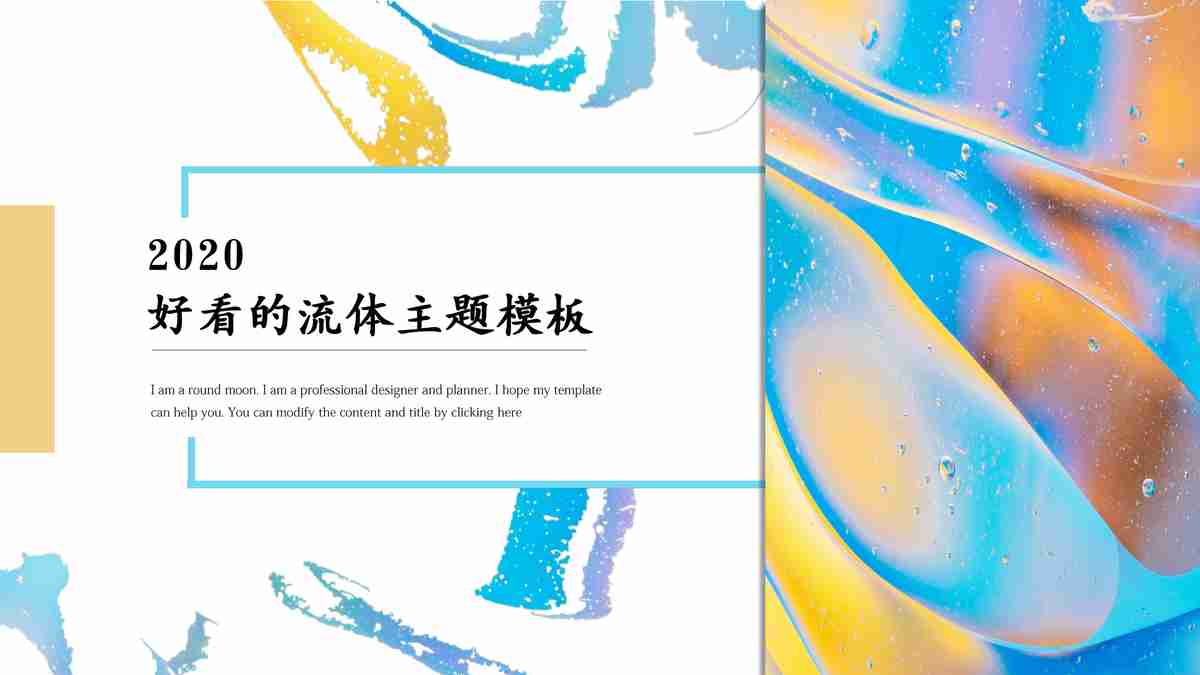 2020
好看的流体主题模板
I am a round moon. I am a professional designer and planner. I hope my template
can help you. You can modify the content and title by clicking here